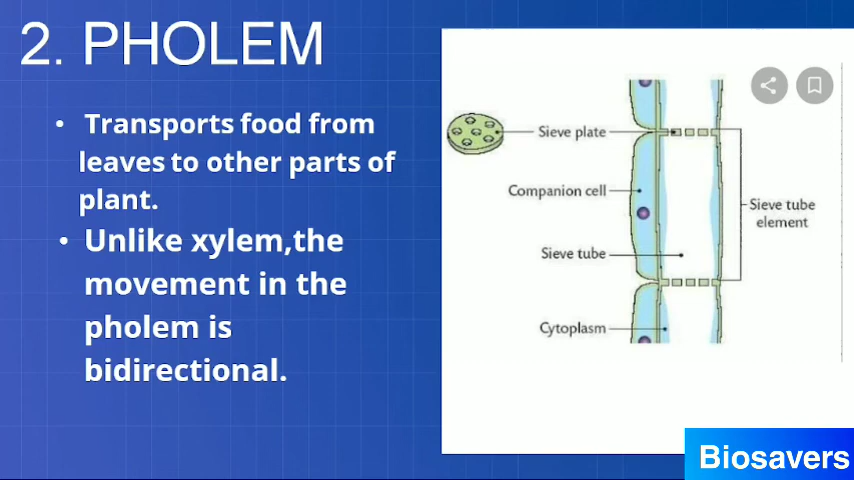 2. PHOLEM
• Transports food from
leaves to other parts of
plant.
• Unlike xylem,the
movement in the
pholem is
bidirectional.
Sieve plate
Companion cell
Sieve tube
element
Sieve tube
Cytoplasm
Biosavers